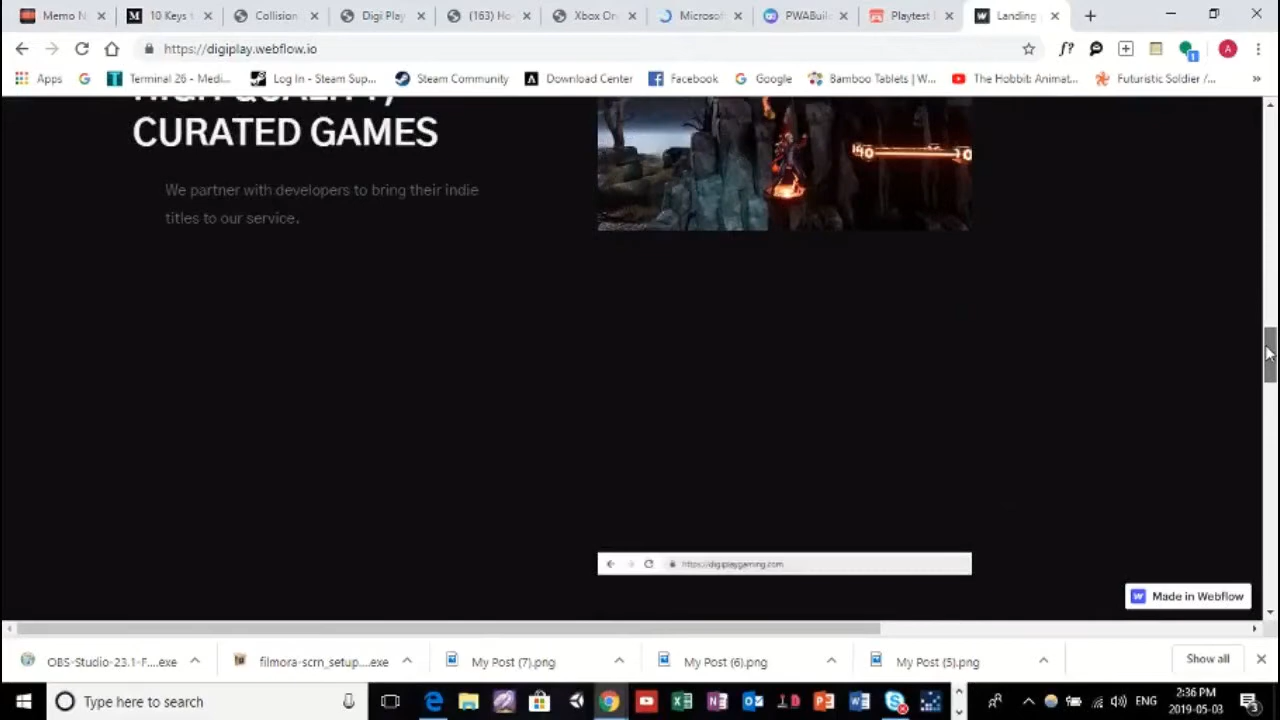 Memo N
10 Keys
Collision
Digi Play
(163) Ho
Xbox On
Microsof
PWABuil
Playtest
Landing
https://digiplay.webflow.io
f?
A
Apps
Terminal 26 - Medi...
Log In - Steam Sup...
Steam Community
Download Center
Facebook
Google
Bamboo Tablets | W...
The Hobbit: Animat...
Futuristic Soldier /...
»
CURATED GAMES
We partner with developers to bring their indie
titles to our service.
https://digiplaygaming.com
Made in Webflow
OBS-Studio-23.1-F....exe
filmora-scrn_setup....exe
My Post (7).png
My Post (6).png
My Post (5).png
Show all
Type here to search
ENG
2:36 PM
2019-05-03
3